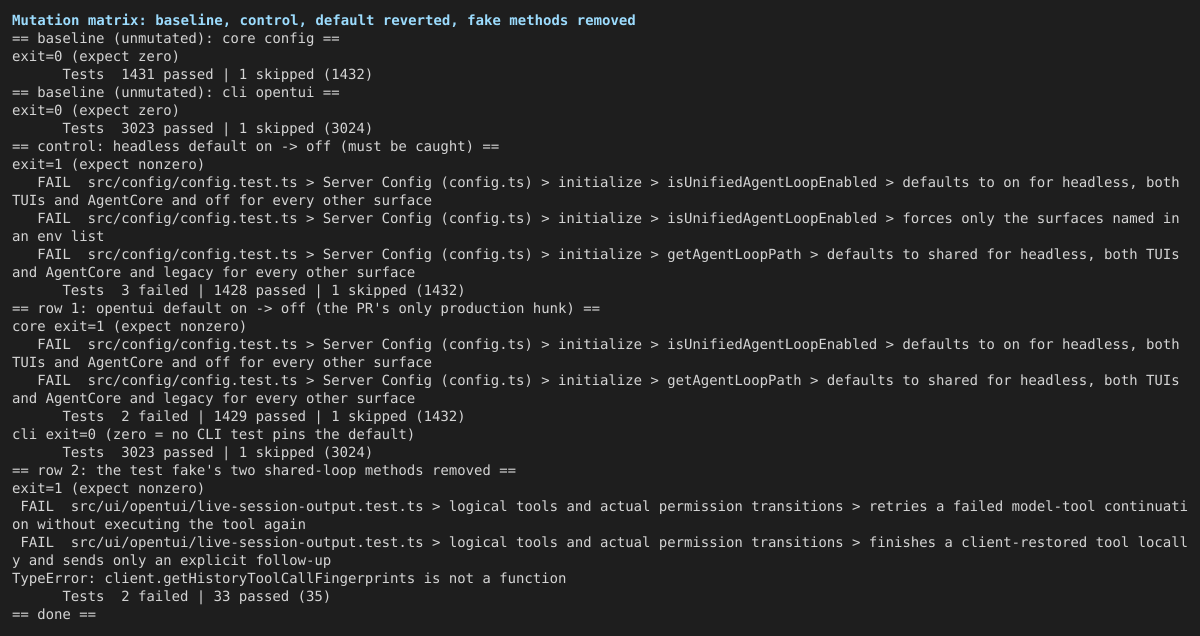 Mutation matrix: baseline, control, default reverted, fake methods removed
== baseline (unmutated): core config ==
exit=0 (expect zero)
      Tests  1431 passed | 1 skipped (1432)
== baseline (unmutated): cli opentui ==
exit=0 (expect zero)
      Tests  3023 passed | 1 skipped (3024)
== control: headless default on -> off (must be caught) ==
exit=1 (expect nonzero)
   FAIL  src/config/config.test.ts > Server Config (config.ts) > initialize > isUnifiedAgentLoopEnabled > defaults to on for headless, both
TUIs and AgentCore and off for every other surface
   FAIL  src/config/config.test.ts > Server Config (config.ts) > initialize > isUnifiedAgentLoopEnabled > forces only the surfaces named in
an env list
   FAIL  src/config/config.test.ts > Server Config (config.ts) > initialize > getAgentLoopPath > defaults to shared for headless, both TUIs
and AgentCore and legacy for every other surface
      Tests  3 failed | 1428 passed | 1 skipped (1432)
== row 1: opentui default on -> off (the PR's only production hunk) ==
core exit=1 (expect nonzero)
   FAIL  src/config/config.test.ts > Server Config (config.ts) > initialize > isUnifiedAgentLoopEnabled > defaults to on for headless, both
TUIs and AgentCore and off for every other surface
   FAIL  src/config/config.test.ts > Server Config (config.ts) > initialize > getAgentLoopPath > defaults to shared for headless, both TUIs
and AgentCore and legacy for every other surface
      Tests  2 failed | 1429 passed | 1 skipped (1432)
cli exit=0 (zero = no CLI test pins the default)
      Tests  3023 passed | 1 skipped (3024)
== row 2: the test fake's two shared-loop methods removed ==
exit=1 (expect nonzero)
 FAIL  src/ui/opentui/live-session-output.test.ts > logical tools and actual permission transitions > retries a failed model-tool continuati
on without executing the tool again
 FAIL  src/ui/opentui/live-session-output.test.ts > logical tools and actual permission transitions > finishes a client-restored tool locall
y and sends only an explicit follow-up
TypeError: client.getHistoryToolCallFingerprints is not a function
      Tests  2 failed | 33 passed (35)
== done ==